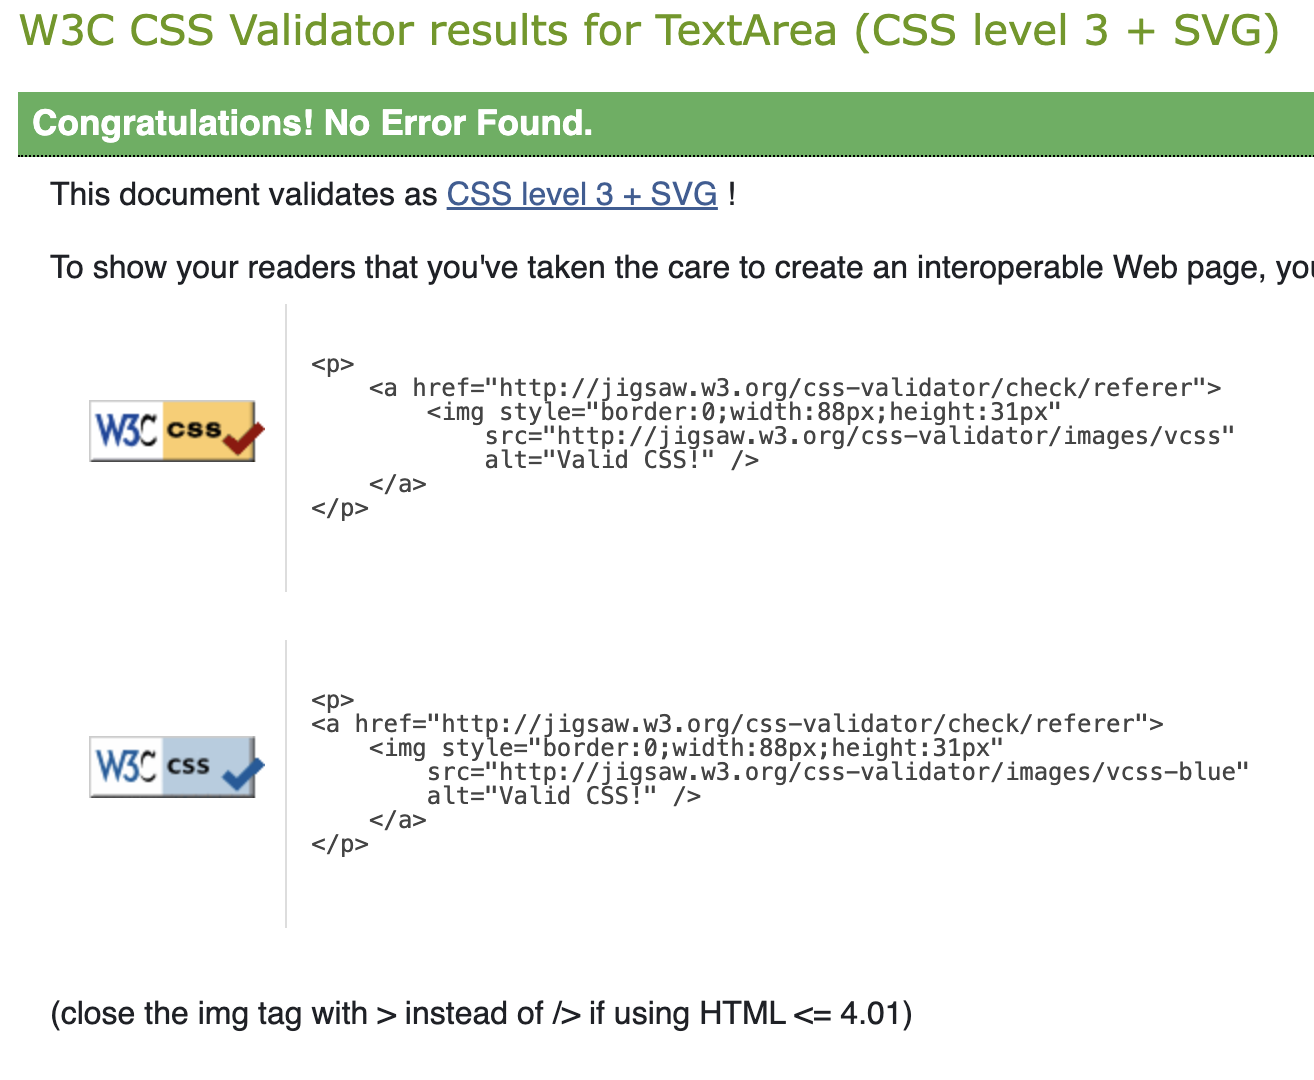 W3C CSS Validator results for TextArea (CSS level 3 + SVG)
Congratulations! No Error Found.
This document validates as CSS level 3 + SVG !
To show your readers that you've taken the care to create an interoperable Web page,
W3C css
<p>
    <a href="http://jigsaw.w3.org/css-validator/check/referer">
        <img style="border:0;width:88px;height:31px"
            src="http://jigsaw.w3.org/css-validator/images/vcss"
            alt="Valid CSS!" />
    </a>
</p>
W3C css
<p>
<a href="http://jigsaw.w3.org/css-validator/check/referer">
    <img style="border:0;width:88px;height:31px"
        src="http://jigsaw.w3.org/css-validator/images/vcss-blue"
        alt="Valid CSS!" />
    </a>
</p>
(close the img tag with > instead of /> if using HTML <= 4.01)